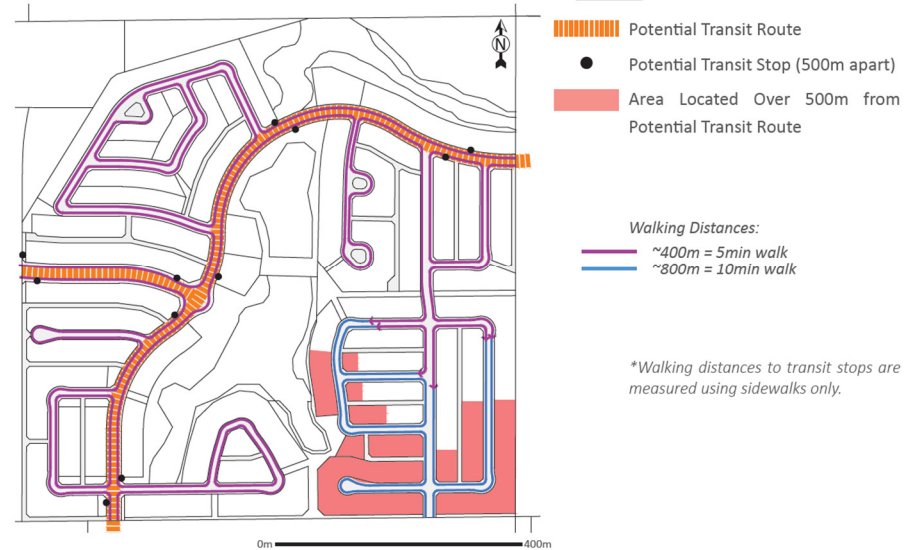 N
Potential Transit Route
Potential Transit Stop (500m apart)
Area Located Over 500m from
Potential Transit Route
Walking Distances:
~400m = 5min walk
~800m = 10min walk
*Walking distances to transit stops are
measured using sidewalks only.
0m 400m